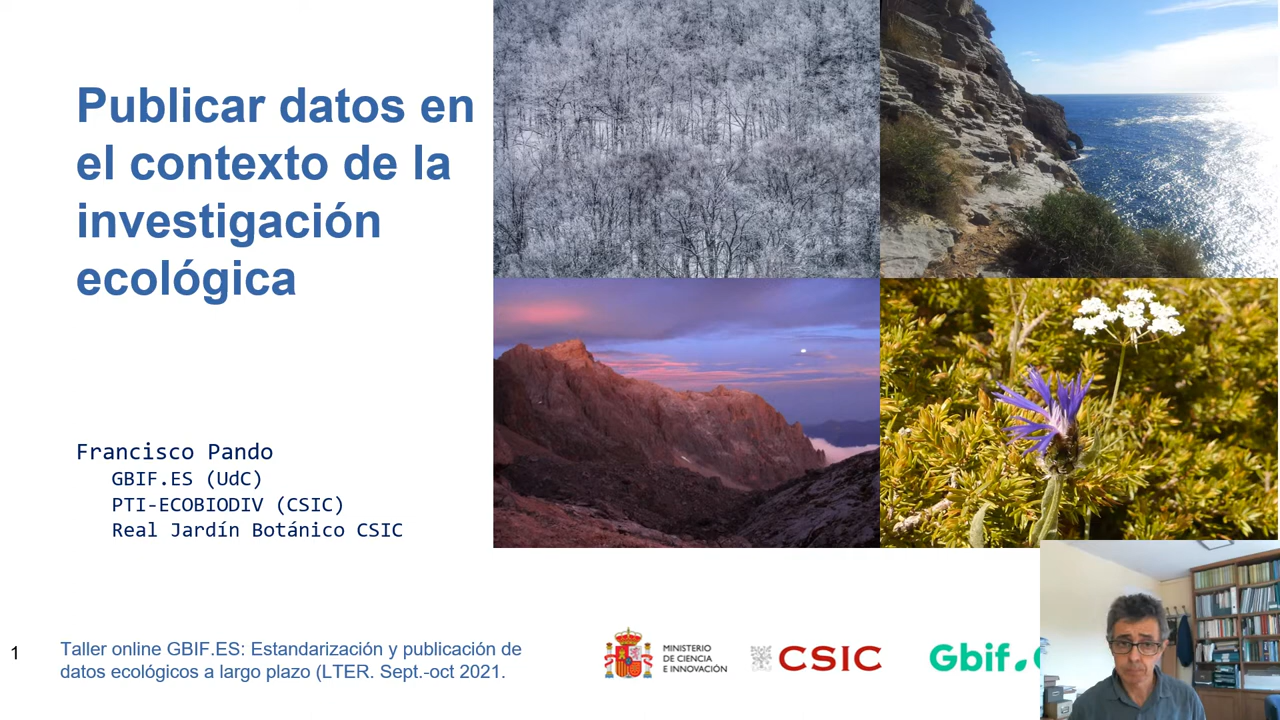 Publicar datos en
el contexto de la
investigación
ecológica
Francisco Pando
GBIF.ES (UdC)
PTI-ECOBIODIV (CSIC)
Real Jardín Botánico CSIC
1
Taller online GBIF.ES: Estandarización y publicación de
datos ecológicos a largo plazo (LTER. Sept.-oct 2021.
MINISTERIO
DE CIENCIA
E INNOVACIÓN
CSIC
Gbif.